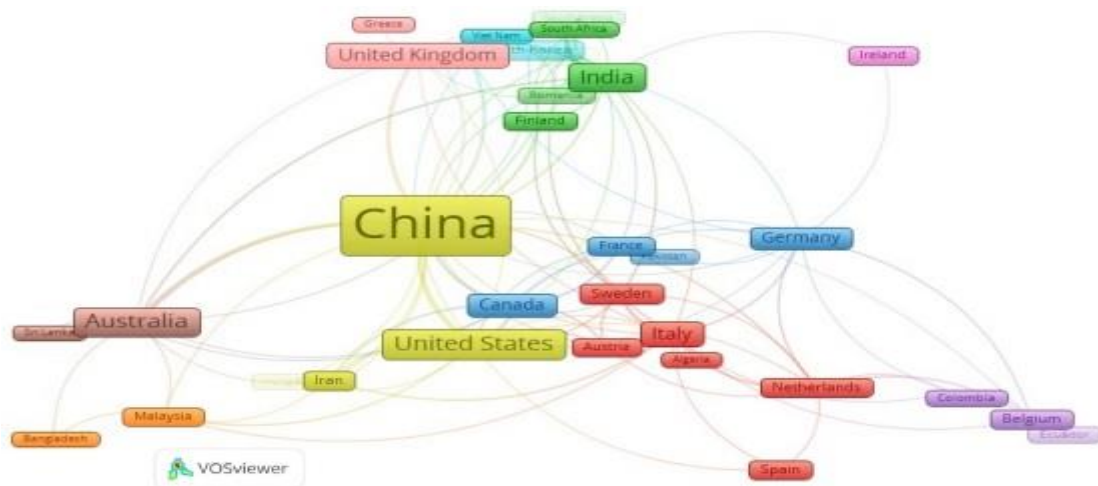 Greece
South Africa
Viet Nam
United Kingdom
Ireland
India
Romania
Finland
China
Germany
France
Pakistan
Sweden
Canada
Australia
Sri Lanka
Italy
United States
Austria
Algeria
Iran
Netherlands
Colombia
Malaysia
Belgium
Ecuador
Bangladesh
VOSviewer
Spain